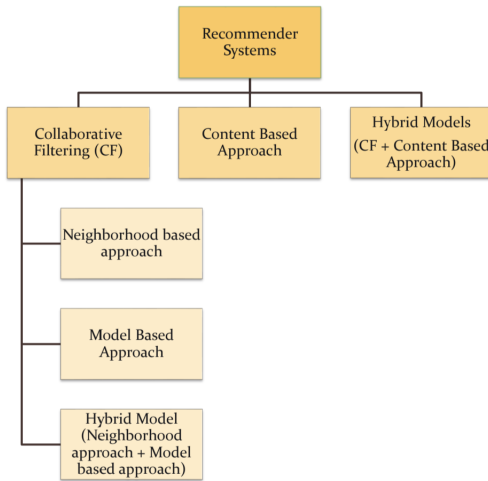 Recommender
Systems
Collaborative
Filtering (CF)
Content Based
Approach
Hybrid Models
(CF + Content Based
Approach)
Neighborhood based
approach
Model Based
Approach
Hybrid Model
(Neighborhood
approach + Model
based approach)